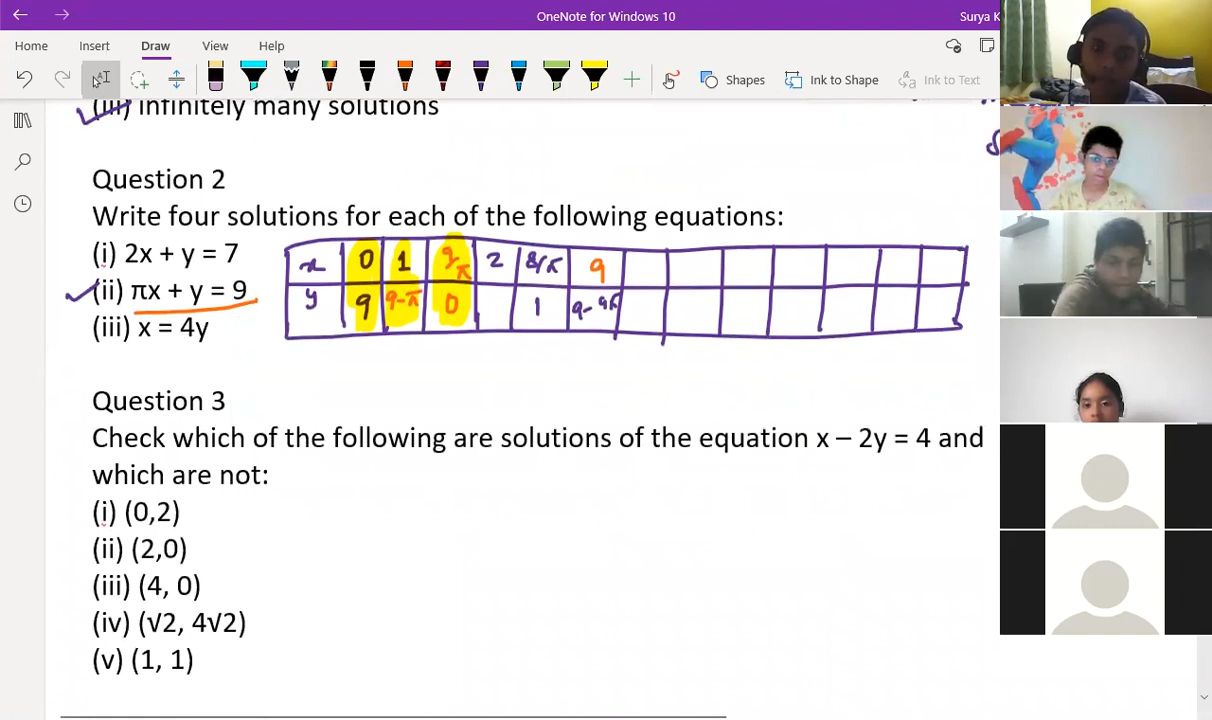 OneNote for Windows 10
Surya K
Home Insert Draw View Help
Shapes Ink to Shape Ink to Text
(iii) infinitely many solutions
Question 2
Write four solutions for each of the following equations:
(i) 2x + y = 7
(ii) πx + y = 9
(iii) x = 4y
x 0 1 9/π 2 8/π 9
y 9 9-π 0 1 9-9π
Question 3
Check which of the following are solutions of the equation x – 2y = 4 and
which are not:
(i) (0,2)
(ii) (2,0)
(iii) (4, 0)
(iv) (√2, 4√2)
(v) (1, 1)